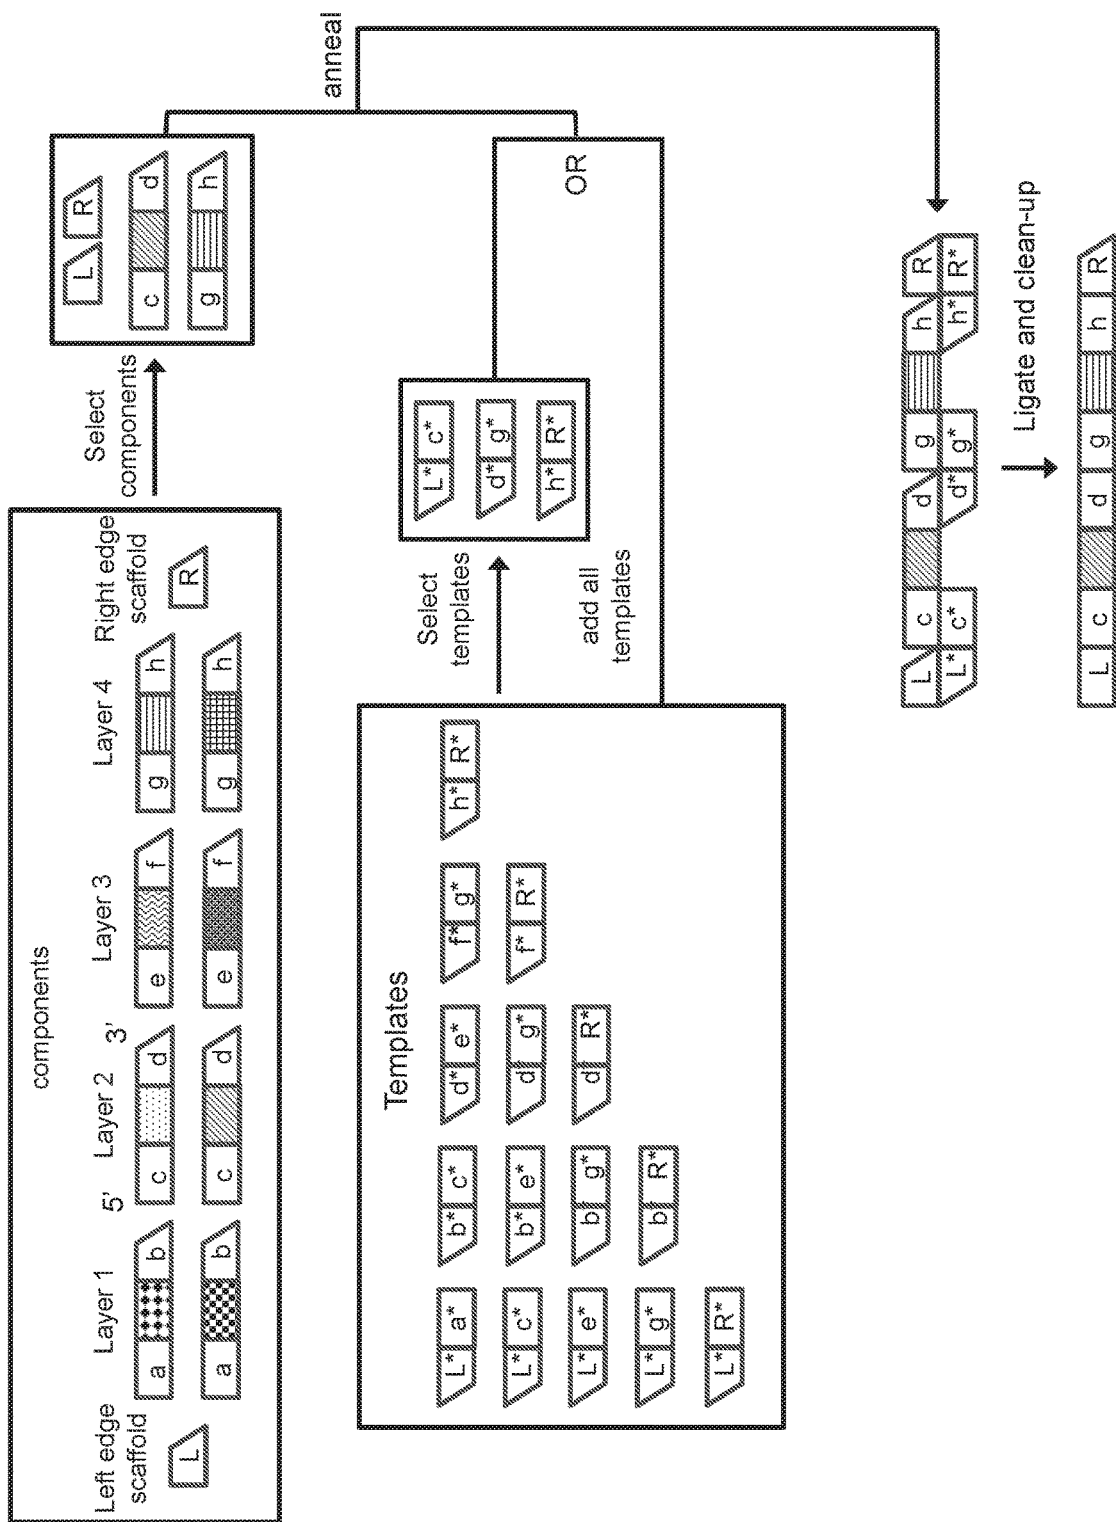 components
Left edge
scaffold
Layer 1
5'
Layer 2
3'
Layer 3
Layer 4
Right edge
scaffold
L
a b
c d
e f
g h
R
a b
c d
e f
g h
Select
components
L R
c d
g h
anneal
Templates
L* a*
b* c*
d* e*
f* g*
h* R*
L* c*
b* e*
d g*
f* R*
L* e*
b g*
d R*
L* g*
b R*
L* R*
Select
templates
add all
templates
L* c*
d* g*
h* R*
OR
L c d g h R
L* c* d* g* h* R*
Ligate and clean-up
L c d g h R